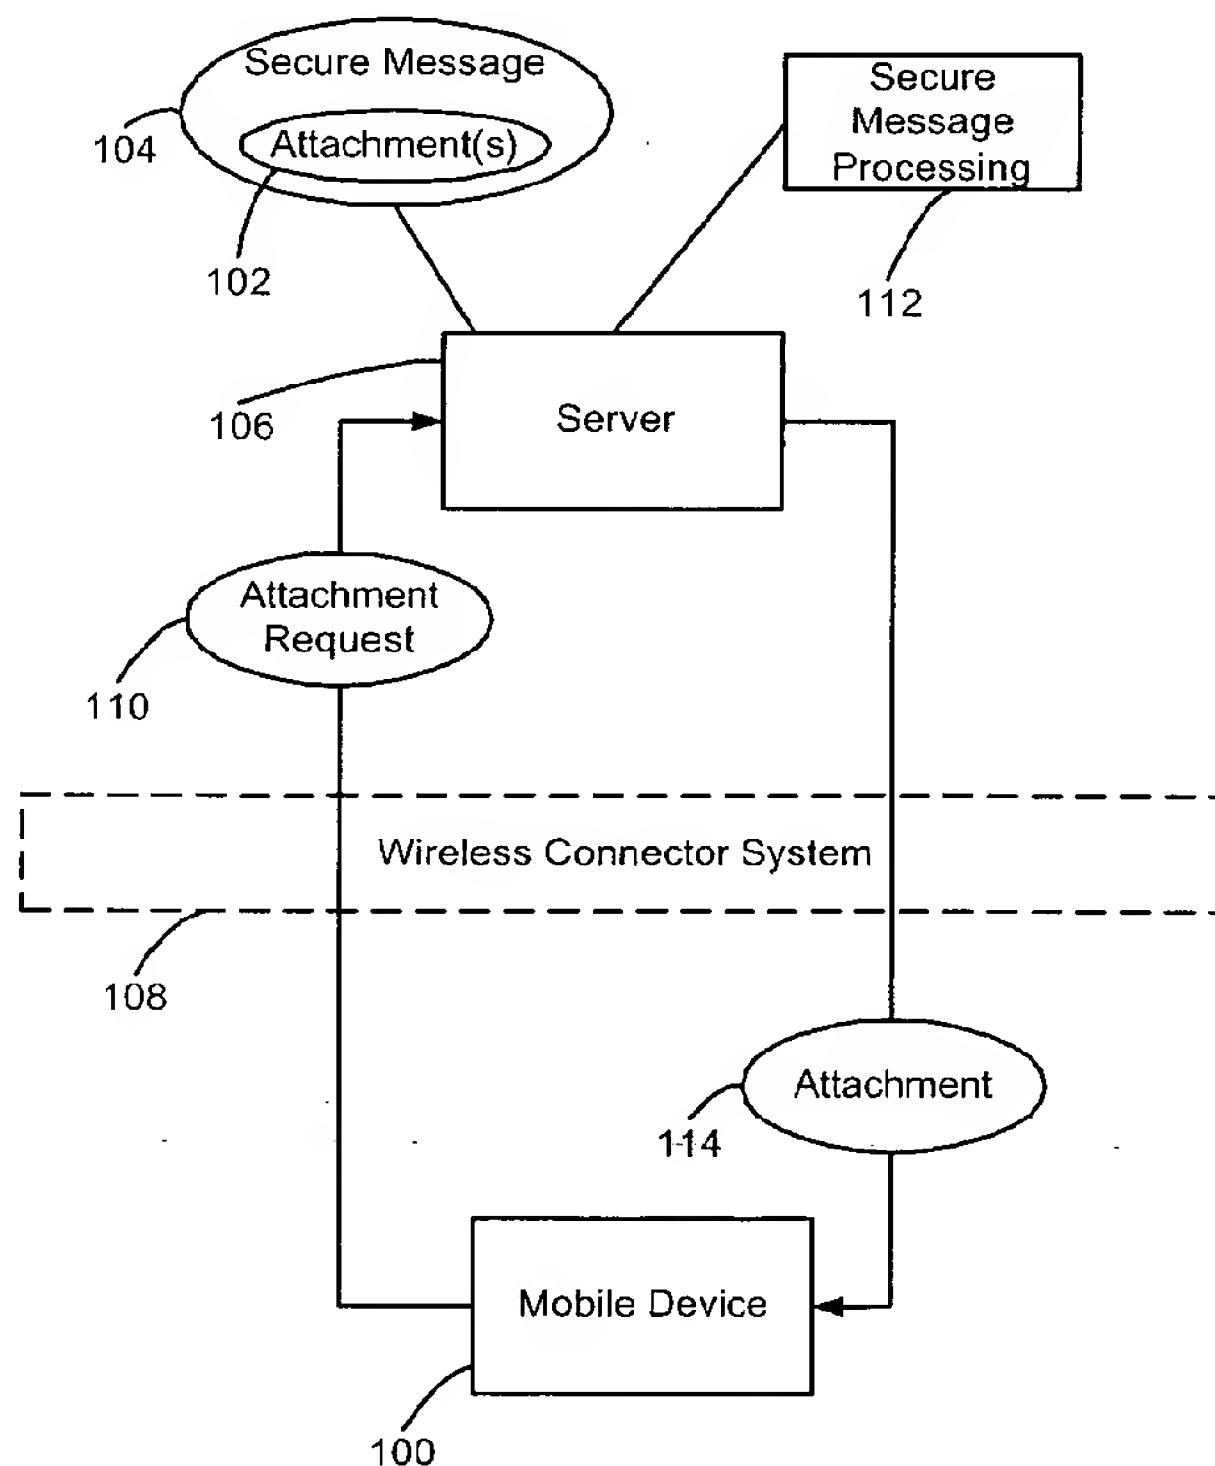 Secure Message
Attachment(s)
104
102
Secure
Message
Processing
112
106
Server
Attachment
Request
110
Wireless Connector System
108
Attachment
114
Mobile Device
100